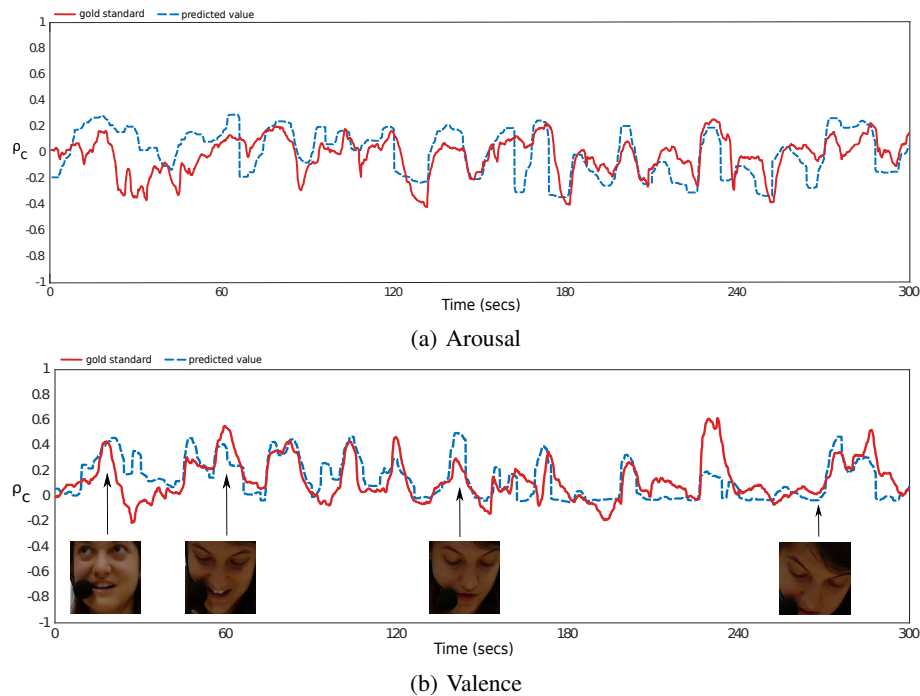 gold standard predicted value
1
0.8
0.6
0.4
0.2
0
-0.2
-0.4
-0.6
-0.8
-1
ρc
0 60 120 180 240 300
Time (secs)
(a) Arousal
gold standard predicted value
1
0.8
0.6
0.4
0.2
0
-0.2
-0.4
-0.6
-0.8
-1
ρc
0 60 120 180 240 300
Time (secs)
(b) Valence